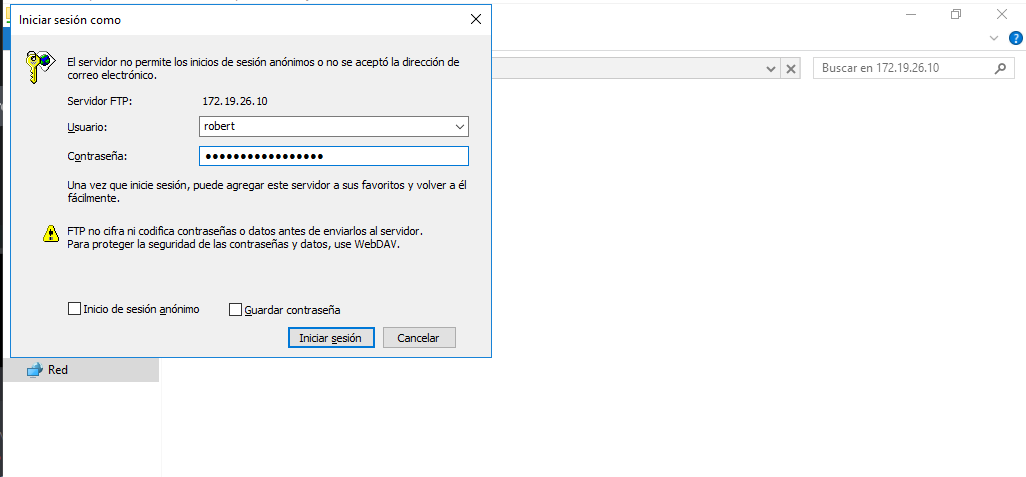 Iniciar sesión como
El servidor no permite los inicios de sesión anónimos o no se aceptó la dirección de
correo electrónico.
Servidor FTP: 172.19.26.10
Usuario: robert
Contraseña: ●●●●●●●●●●●●●●●●●
Una vez que inicie sesión, puede agregar este servidor a sus favoritos y volver a él
fácilmente.
FTP no cifra ni codifica contraseñas o datos antes de enviarlos al servidor.
Para proteger la seguridad de las contraseñas y datos, use WebDAV.
Inicio de sesión anónimo Guardar contraseña
Iniciar sesión Cancelar
Buscar en 172.19.26.10
Red